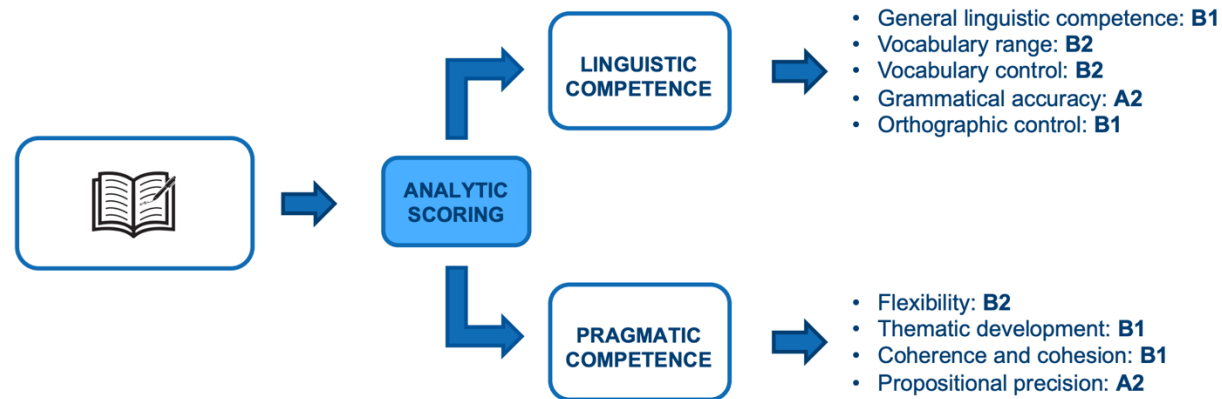 LINGUISTIC
COMPETENCE
• General linguistic competence: B1
• Vocabulary range: B2
• Vocabulary control: B2
• Grammatical accuracy: A2
• Orthographic control: B1
ANALYTIC
SCORING
PRAGMATIC
COMPETENCE
• Flexibility: B2
• Thematic development: B1
• Coherence and cohesion: B1
• Propositional precision: A2